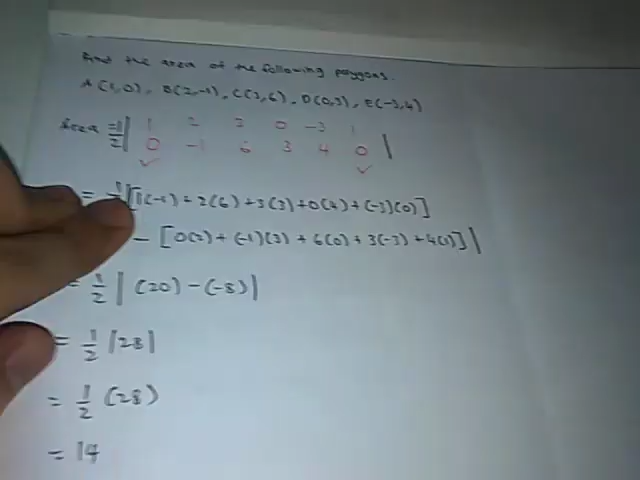 Find the area of the following polygons.
A(1,0), B(2,-1), C(3,6), D(0,3), E(-3,4)
Area = 1/2 | 1 2 3 0 -3 1
0 -1 6 3 4 0 |
✓ ✓
= 1/2 |[1(-1) + 2(6) + 3(3) + 0(4) + (-3)(0)]
- [0(2) + (-1)(3) + 6(0) + 3(-3) + 4(1)]|
= 1/2 | (20) - (-8)|
= 1/2 |28|
= 1/2 (28)
= 14